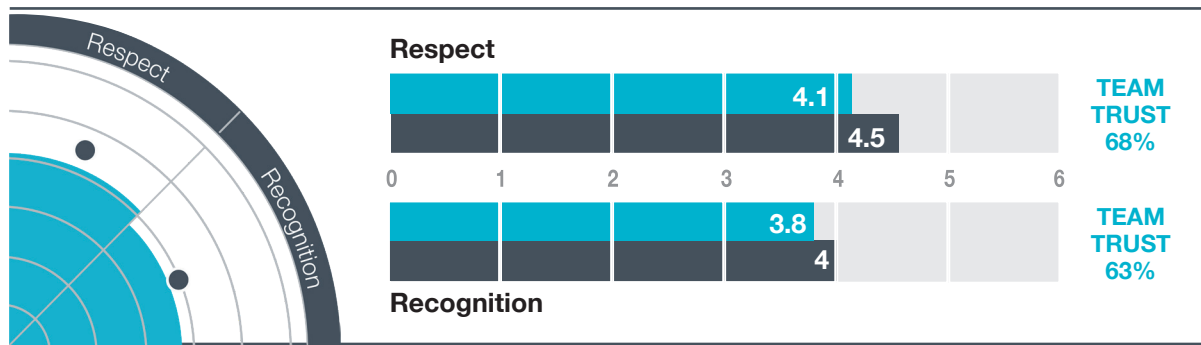 Respect
Recognition
Respect
4.1
4.5
TEAM
TRUST
68%
0 1 2 3 4 5 6
3.8
4
TEAM
TRUST
63%
Recognition